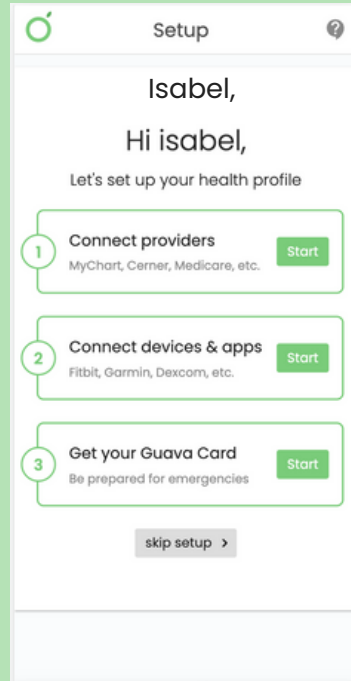 Setup
Isabel,
Hi isabel,
Let's set up your health profile
1
Connect providers
MyChart, Cerner, Medicare, etc.
Start
2
Connect devices & apps
Fitbit, Garmin, Dexcom, etc.
Start
3
Get your Guava Card
Be prepared for emergencies
Start
skip setup >